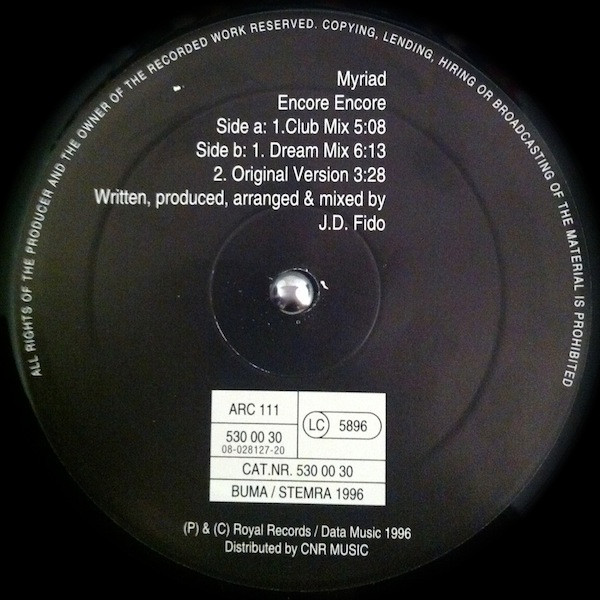 ALL RIGHTS OF THE PRODUCER AND THE OWNER OF THE RECORDED WORK RESERVED. COPYING, LENDING, HIRING OR BROADCASTING OF THE MATERIAL IS PROHIBITED
Myriad
Encore Encore
Side a: 1.Club Mix 5:08
Side b: 1. Dream Mix 6:13
2. Original Version 3:28
Written, produced, arranged & mixed by
J.D. Fido
ARC 111
LC 5896
530 00 30
08-028127-20
CAT.NR. 530 00 30
BUMA / STEMRA 1996
(P) & (C) Royal Records / Data Music 1996
Distributed by CNR MUSIC